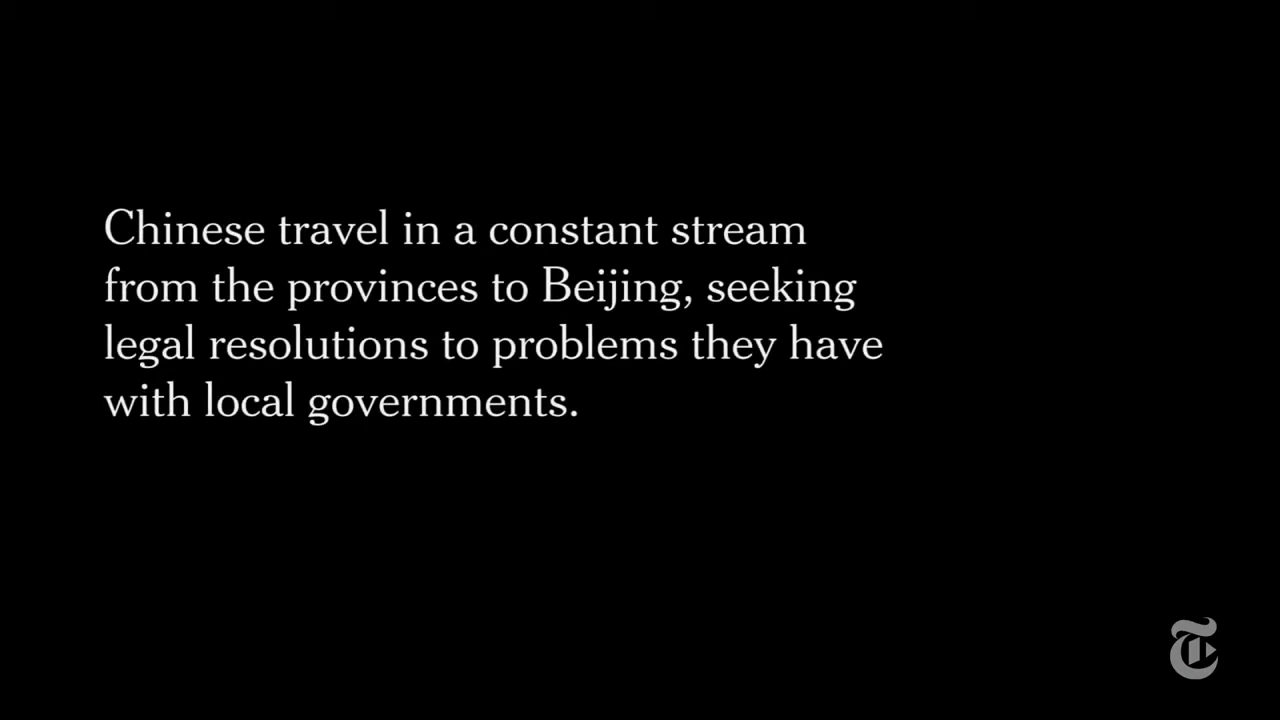 Chinese travel in a constant stream
from the provinces to Beijing, seeking
legal resolutions to problems they have
with local governments.
T